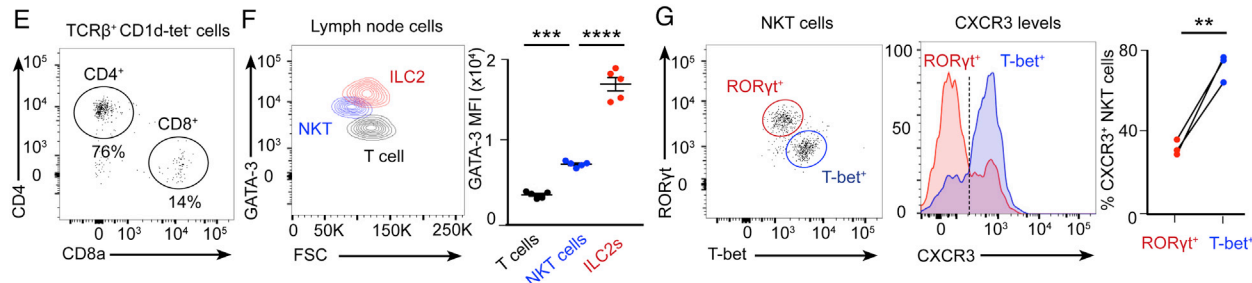 E
TCRβ⁺ CD1d-tet⁻ cells
10⁵
10⁴
10³
0
CD4⁺
76%
CD8⁺
14%
CD4
0
10³
10⁴
10⁵
CD8a
F
Lymph node cells
10⁵
10⁴
10³
0
ILC2
NKT
T cell
GATA-3
0
50K
150K
250K
FSC
***
****
GATA-3 MFI (x10⁴)
2
1
0
T cells
NKT cells
ILC2s
G
NKT cells
10⁵
10⁴
10³
0
RORγt⁺
T-bet⁺
RORγt
0
10³
10⁴
10⁵
T-bet
CXCR3 levels
100
50
0
RORγt⁺
T-bet⁺
0
10³
10⁴
10⁵
CXCR3
**
% CXCR3⁺ NKT cells
80
40
0
RORγt⁺
T-bet⁺